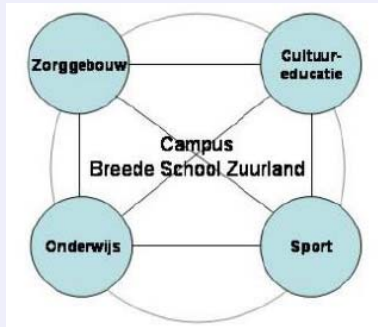 Zorggebouw
Cultuur-
educatie
Campus
Breede School Zuurland
Onderwijs
Sport